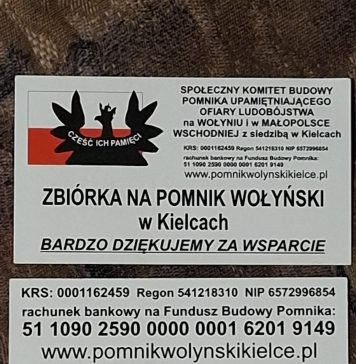 SPOŁECZNY KOMITET BUDOWY
POMNIKA UPAMIĘTNIAJĄCEGO
OFIARY LUDOBÓJSTWA
na WOŁYNIU i w MAŁOPOLSCE
WSCHODNIEJ z siedzibą w Kielcach
CZEŚĆ ICH PAMIĘCI
KRS: 0001162459 Regon 541218310 NIP 6572996854
rachunek bankowy na Fundusz Budowy Pomnika:
51 1090 2590 0000 0001 6201 9149
www.pomnikwolynskikielce.pl
ZBIÓRKA NA POMNIK WOŁYŃSKI
w Kielcach
BARDZO DZIĘKUJEMY ZA WSPARCIE
KRS: 0001162459 Regon 541218310 NIP 6572996854
rachunek bankowy na Fundusz Budowy Pomnika:
51 1090 2590 0000 0001 6201 9149
www.pomnikwolynskikielce.pl